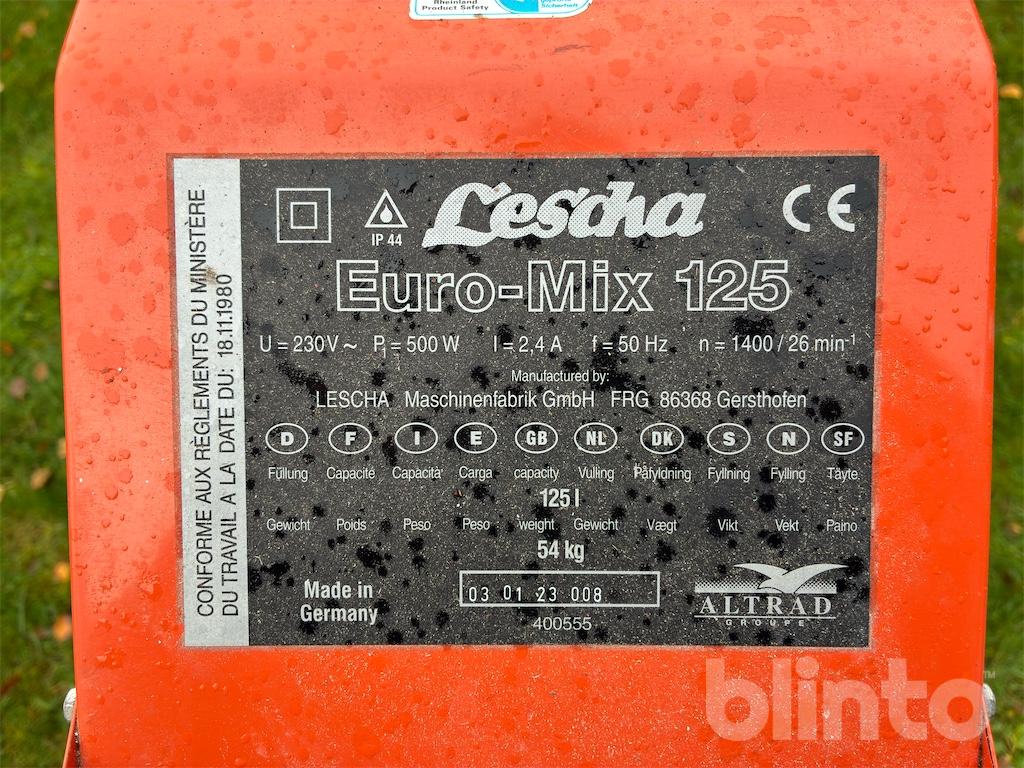 Rheinland
Product Safety
Sicherheit
CONFORME AUX RÈGLEMENTS DU MINISTÈRE
DU TRAVAIL A LA DATE DU: 18.11.1980
IP 44
Lescha
CE
Euro-Mix 125
U = 230V ~ P₁ = 500 W I = 2,4 A f = 50 Hz n = 1400 / 26 min⁻¹
Manufactured by:
LESCHA Maschinenfabrik GmbH FRG 86368 Gersthofen
D F I E GB NL DK S N SF
Füllung Capacité Capacità Carga capacity Vulling Påfyldning Fyllning Fylling Täyte
125 l
Gewicht Poids Peso Peso weight Gewicht Vægt Vikt Vekt Paino
54 kg
Made in
Germany
03 01 23 008
400555
ALTRAD
GROUPE
blinto™